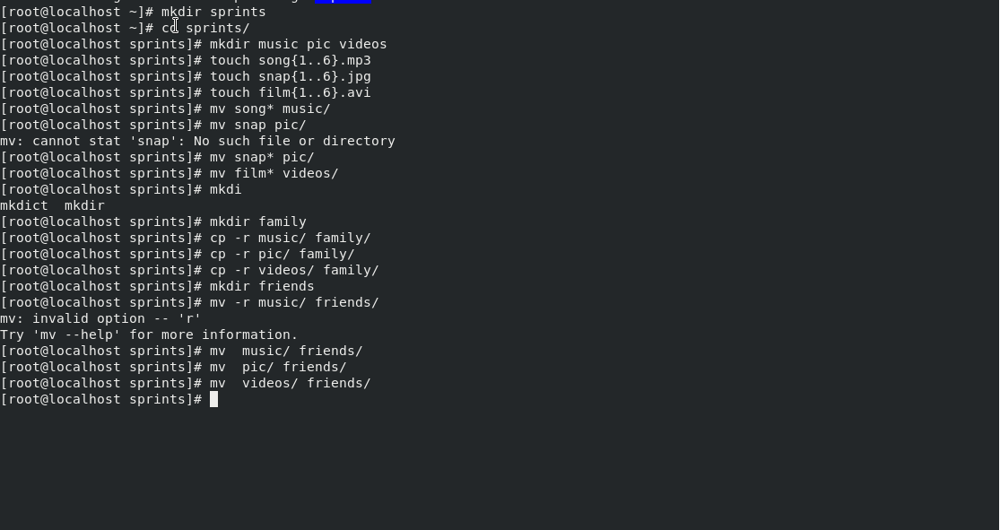 [root@localhost ~]# mkdir sprints
[root@localhost ~]# cd sprints/
[root@localhost sprints]# mkdir music pic videos
[root@localhost sprints]# touch song{1..6}.mp3
[root@localhost sprints]# touch snap{1..6}.jpg
[root@localhost sprints]# touch film{1..6}.avi
[root@localhost sprints]# mv song* music/
[root@localhost sprints]# mv snap pic/
mv: cannot stat 'snap': No such file or directory
[root@localhost sprints]# mv snap* pic/
[root@localhost sprints]# mv film* videos/
[root@localhost sprints]# mkdi
mkdict  mkdir
[root@localhost sprints]# mkdir family
[root@localhost sprints]# cp -r music/ family/
[root@localhost sprints]# cp -r pic/ family/
[root@localhost sprints]# cp -r videos/ family/
[root@localhost sprints]# mkdir friends
[root@localhost sprints]# mv -r music/ friends/
mv: invalid option -- 'r'
Try 'mv --help' for more information.
[root@localhost sprints]# mv  music/ friends/
[root@localhost sprints]# mv  pic/ friends/
[root@localhost sprints]# mv  videos/ friends/
[root@localhost sprints]#